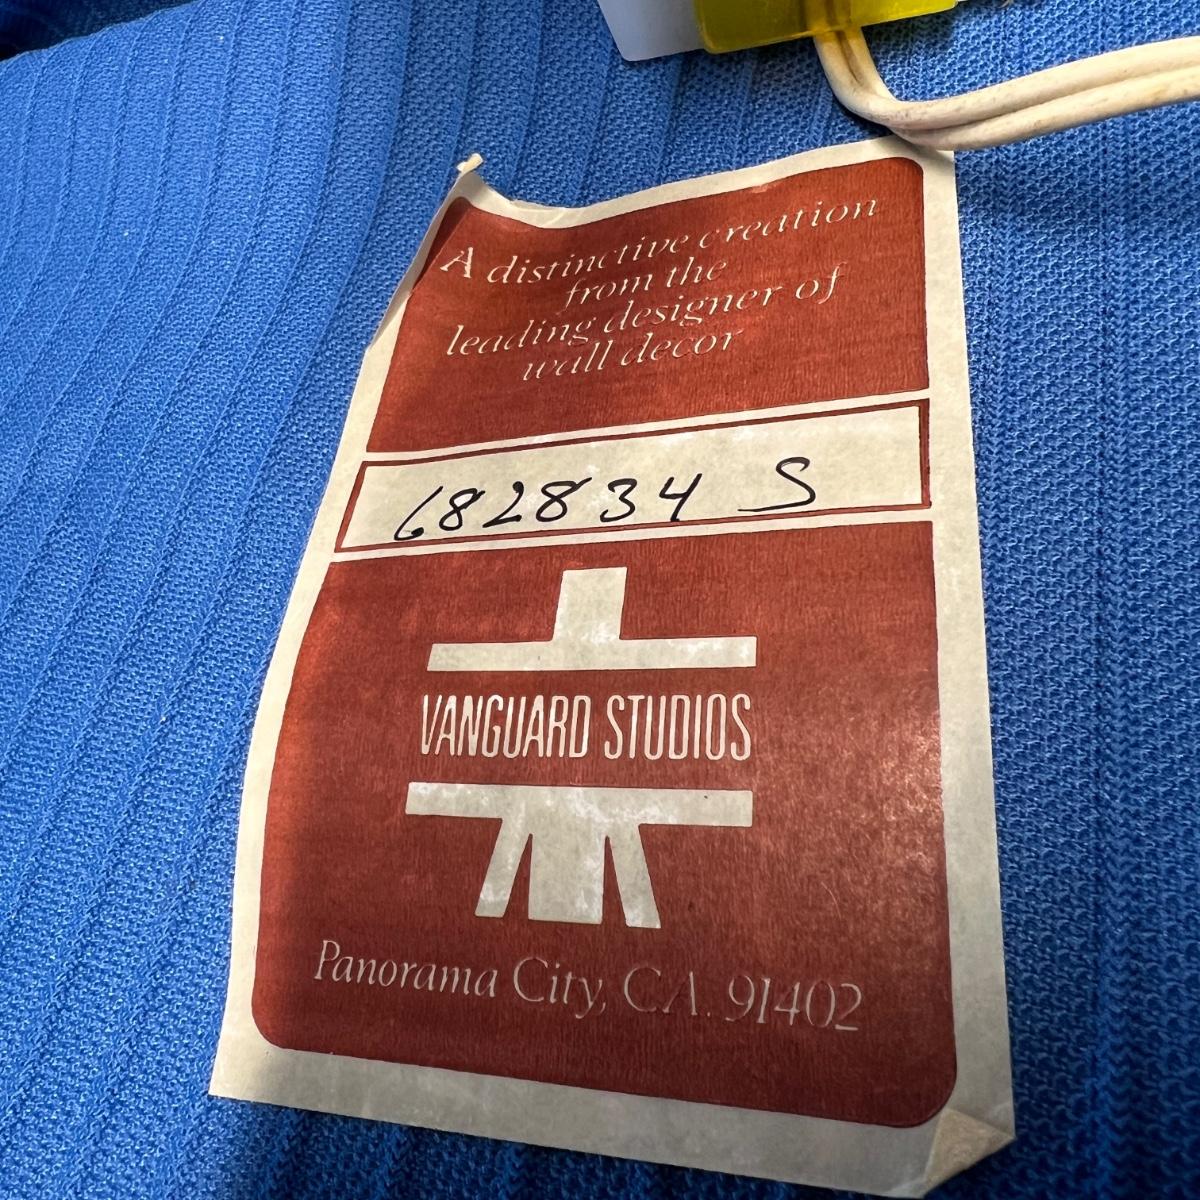 A distinctive creation
from the
leading designer of
wall decor
682834 S
VANGUARD STUDIOS
Panorama City, CA. 91402